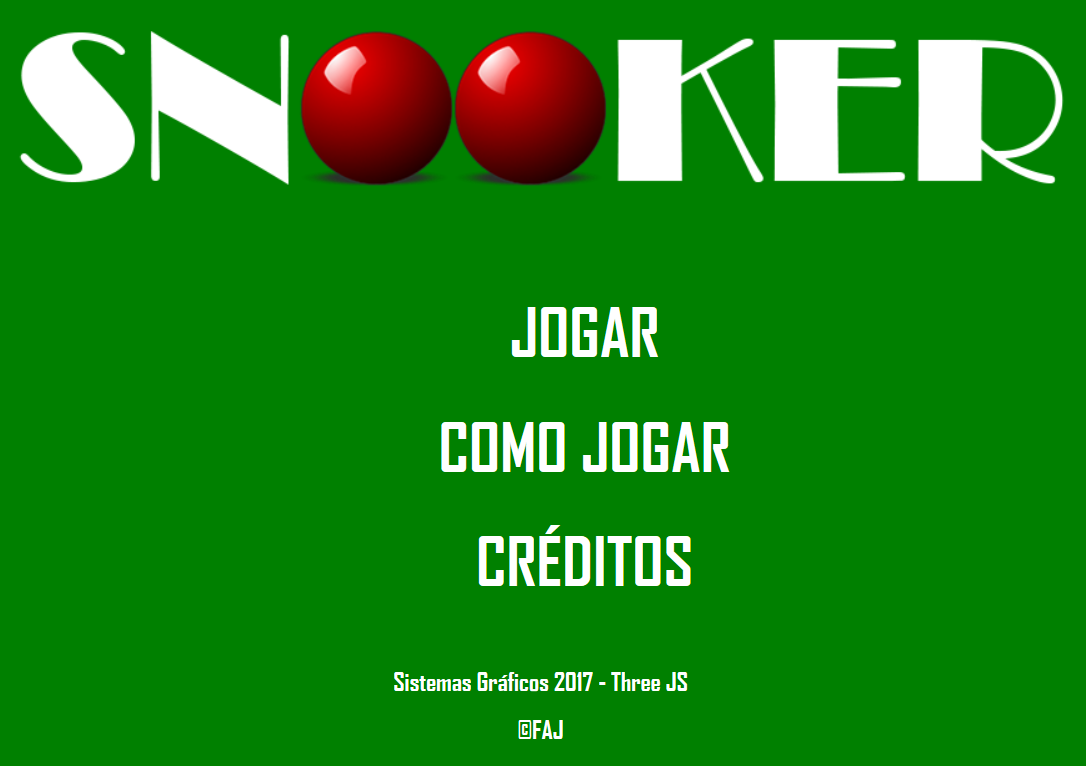 SNOOKER
JOGAR
COMO JOGAR
CRÉDITOS
Sistemas Gráficos 2017 - Three JS
©FAJ